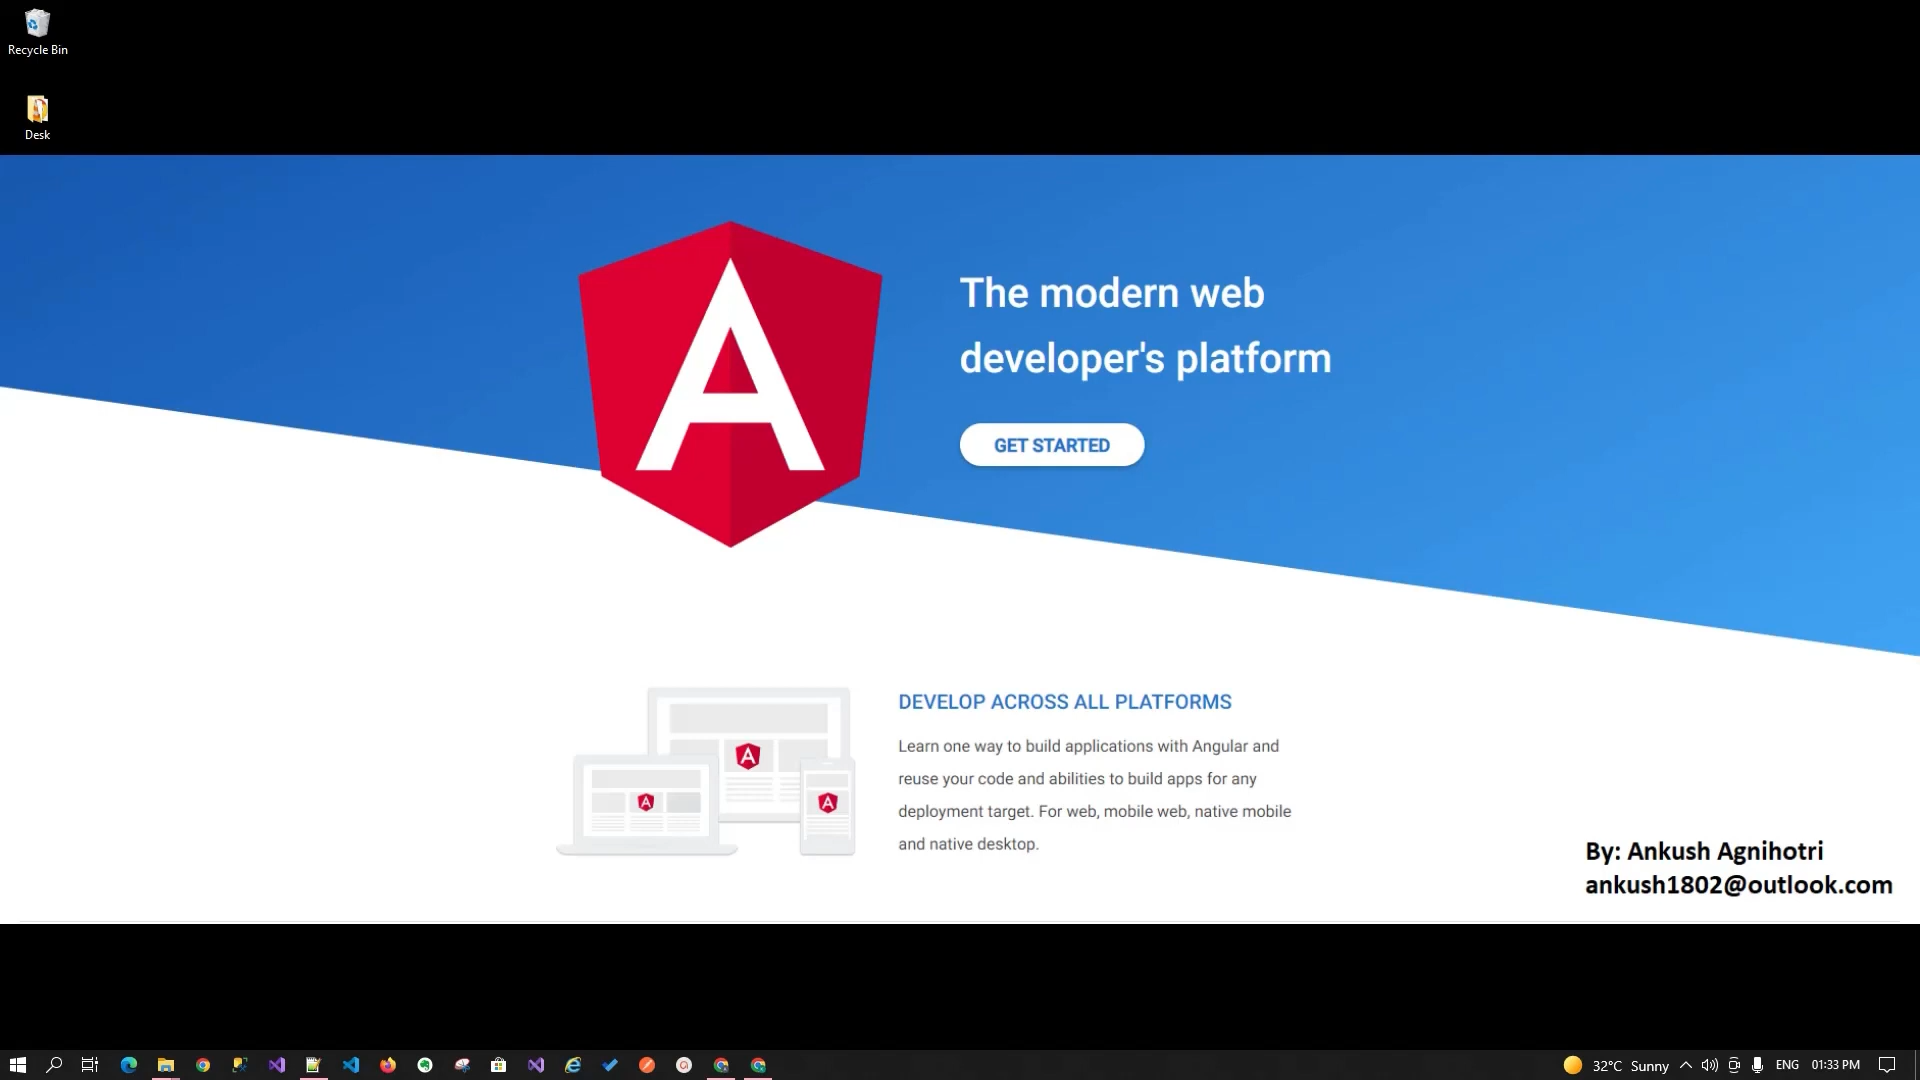 Recycle Bin
Desk
The modern web
developer's platform
GET STARTED
DEVELOP ACROSS ALL PLATFORMS
Learn one way to build applications with Angular and
reuse your code and abilities to build apps for any
deployment target. For web, mobile web, native mobile
and native desktop.
By: Ankush Agnihotri
ankush1802@outlook.com
32°C Sunny ENG 01:33 PM